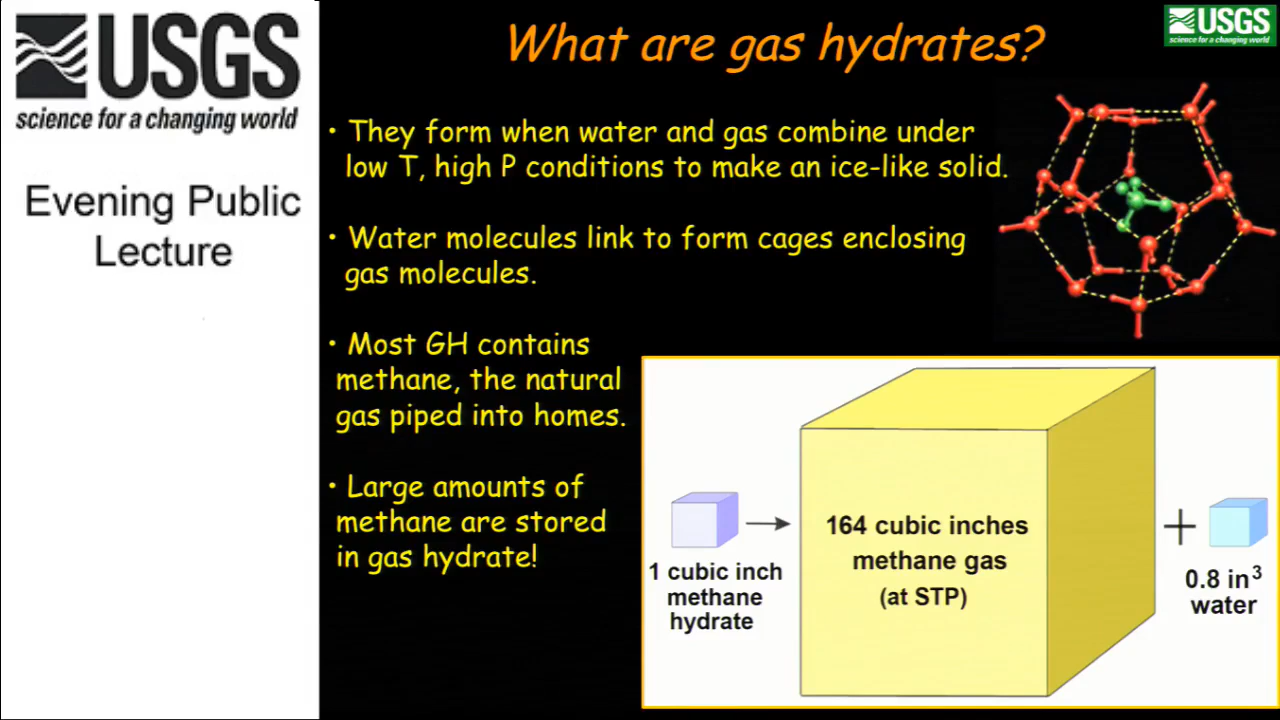 USGS
science for a changing world
Evening Public
Lecture
What are gas hydrates?
USGS
science for a changing world
• They form when water and gas combine under
low T, high P conditions to make an ice-like solid.
• Water molecules link to form cages enclosing
gas molecules.
• Most GH contains
methane, the natural
gas piped into homes.
• Large amounts of
methane are stored
in gas hydrate!
1 cubic inch
methane
hydrate
164 cubic inches
methane gas
(at STP)
+
0.8 in³
water